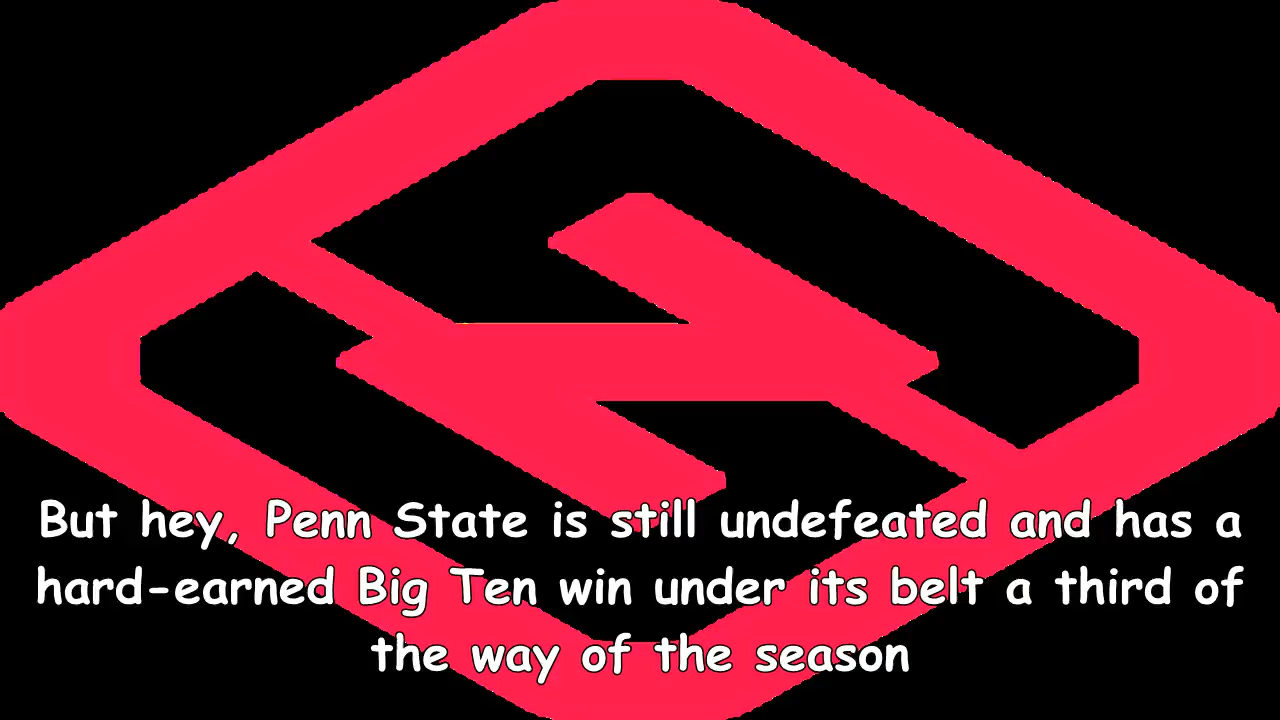 But hey, Penn State is still undefeated and has a
hard-earned Big Ten win under its belt a third of
the way of the season